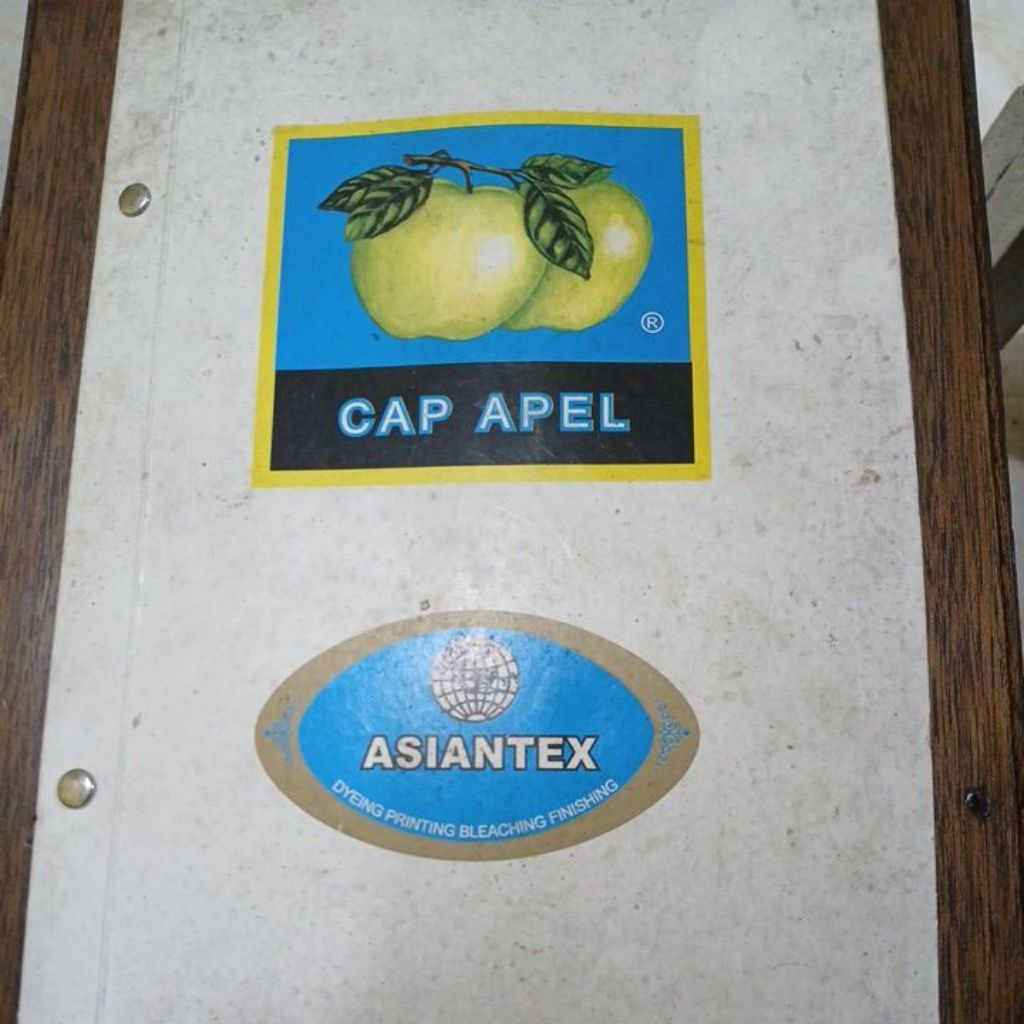 ®
CAP APEL
ASIANTEX
DYEING PRINTING BLEACHING FINISHING